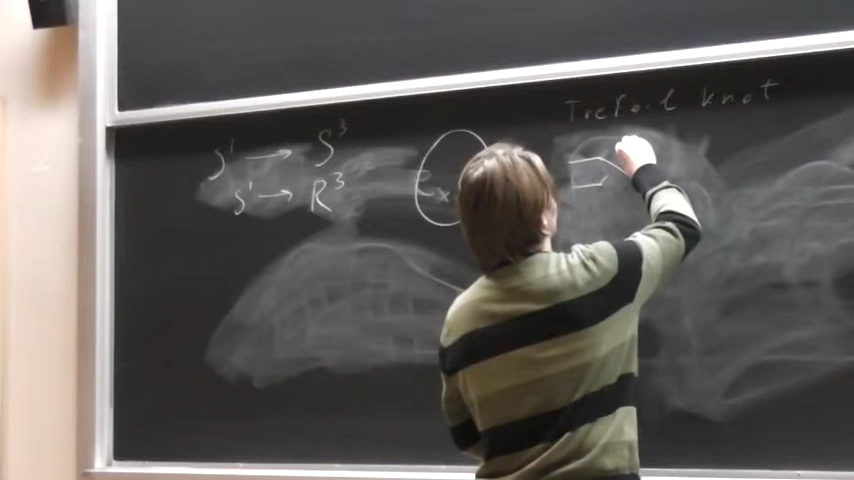 S¹ → S³
S¹ → R³
Trefoil knot